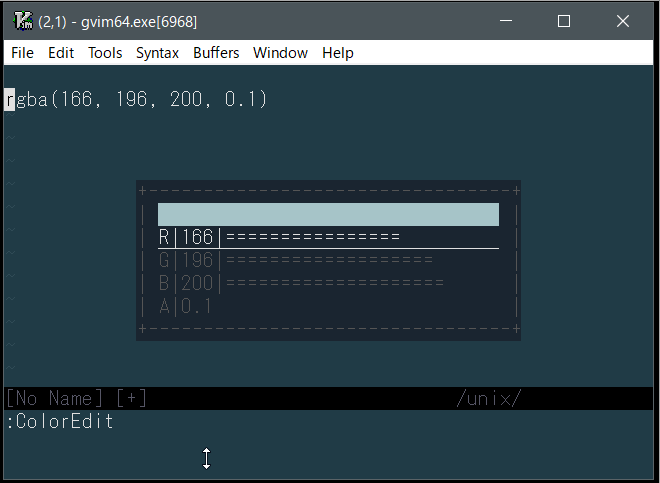 (2,1) - gvim64.exe[6968]
File Edit Tools Syntax Buffers Window Help
rgba(166, 196, 200, 0.1)
~
~
~
+----------------------------------+
R|166|================
G|196|===================
B|200|====================
A|0.1
+----------------------------------+
~
[No Name] [+] /unix/
:ColorEdit